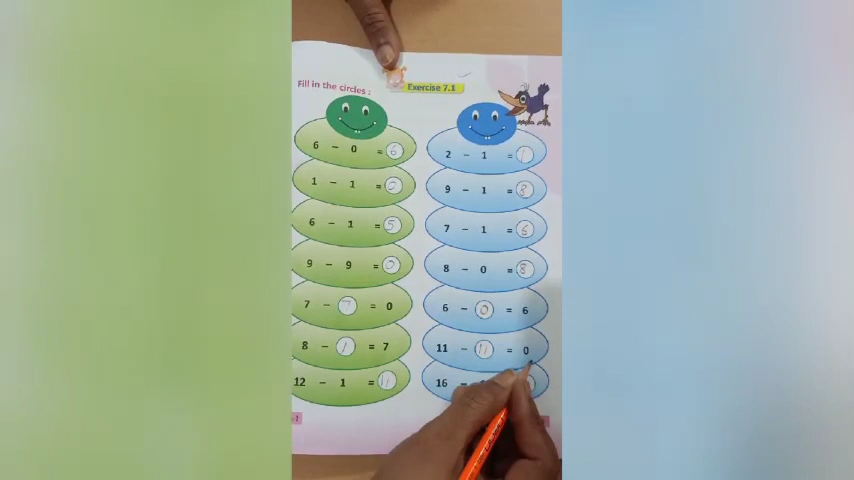 Exercise 7.1
Fill in the circles :
6 - 0 = 6
1 - 1 = 0
6 - 1 = 5
9 - 9 = 0
7 - 7 = 0
8 - 1 = 7
12 - 1 = 11
2 - 1 = 1
9 - 1 = 8
7 - 1 = 6
8 - 0 = 8
6 - 0 = 6
11 - 11 = 0
16 -